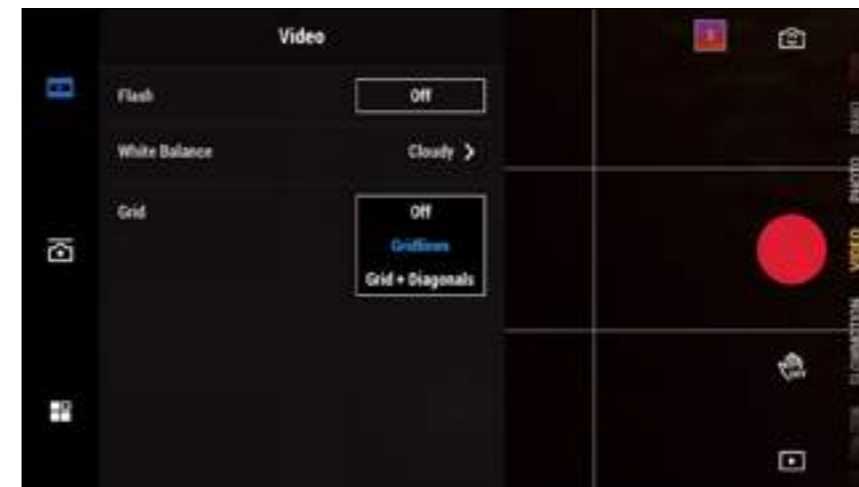 Video
Flash
Off
White Balance
Cloudy
Grid
Off
Gridlines
Grid + Diagonals
PHOTO
VIDEO